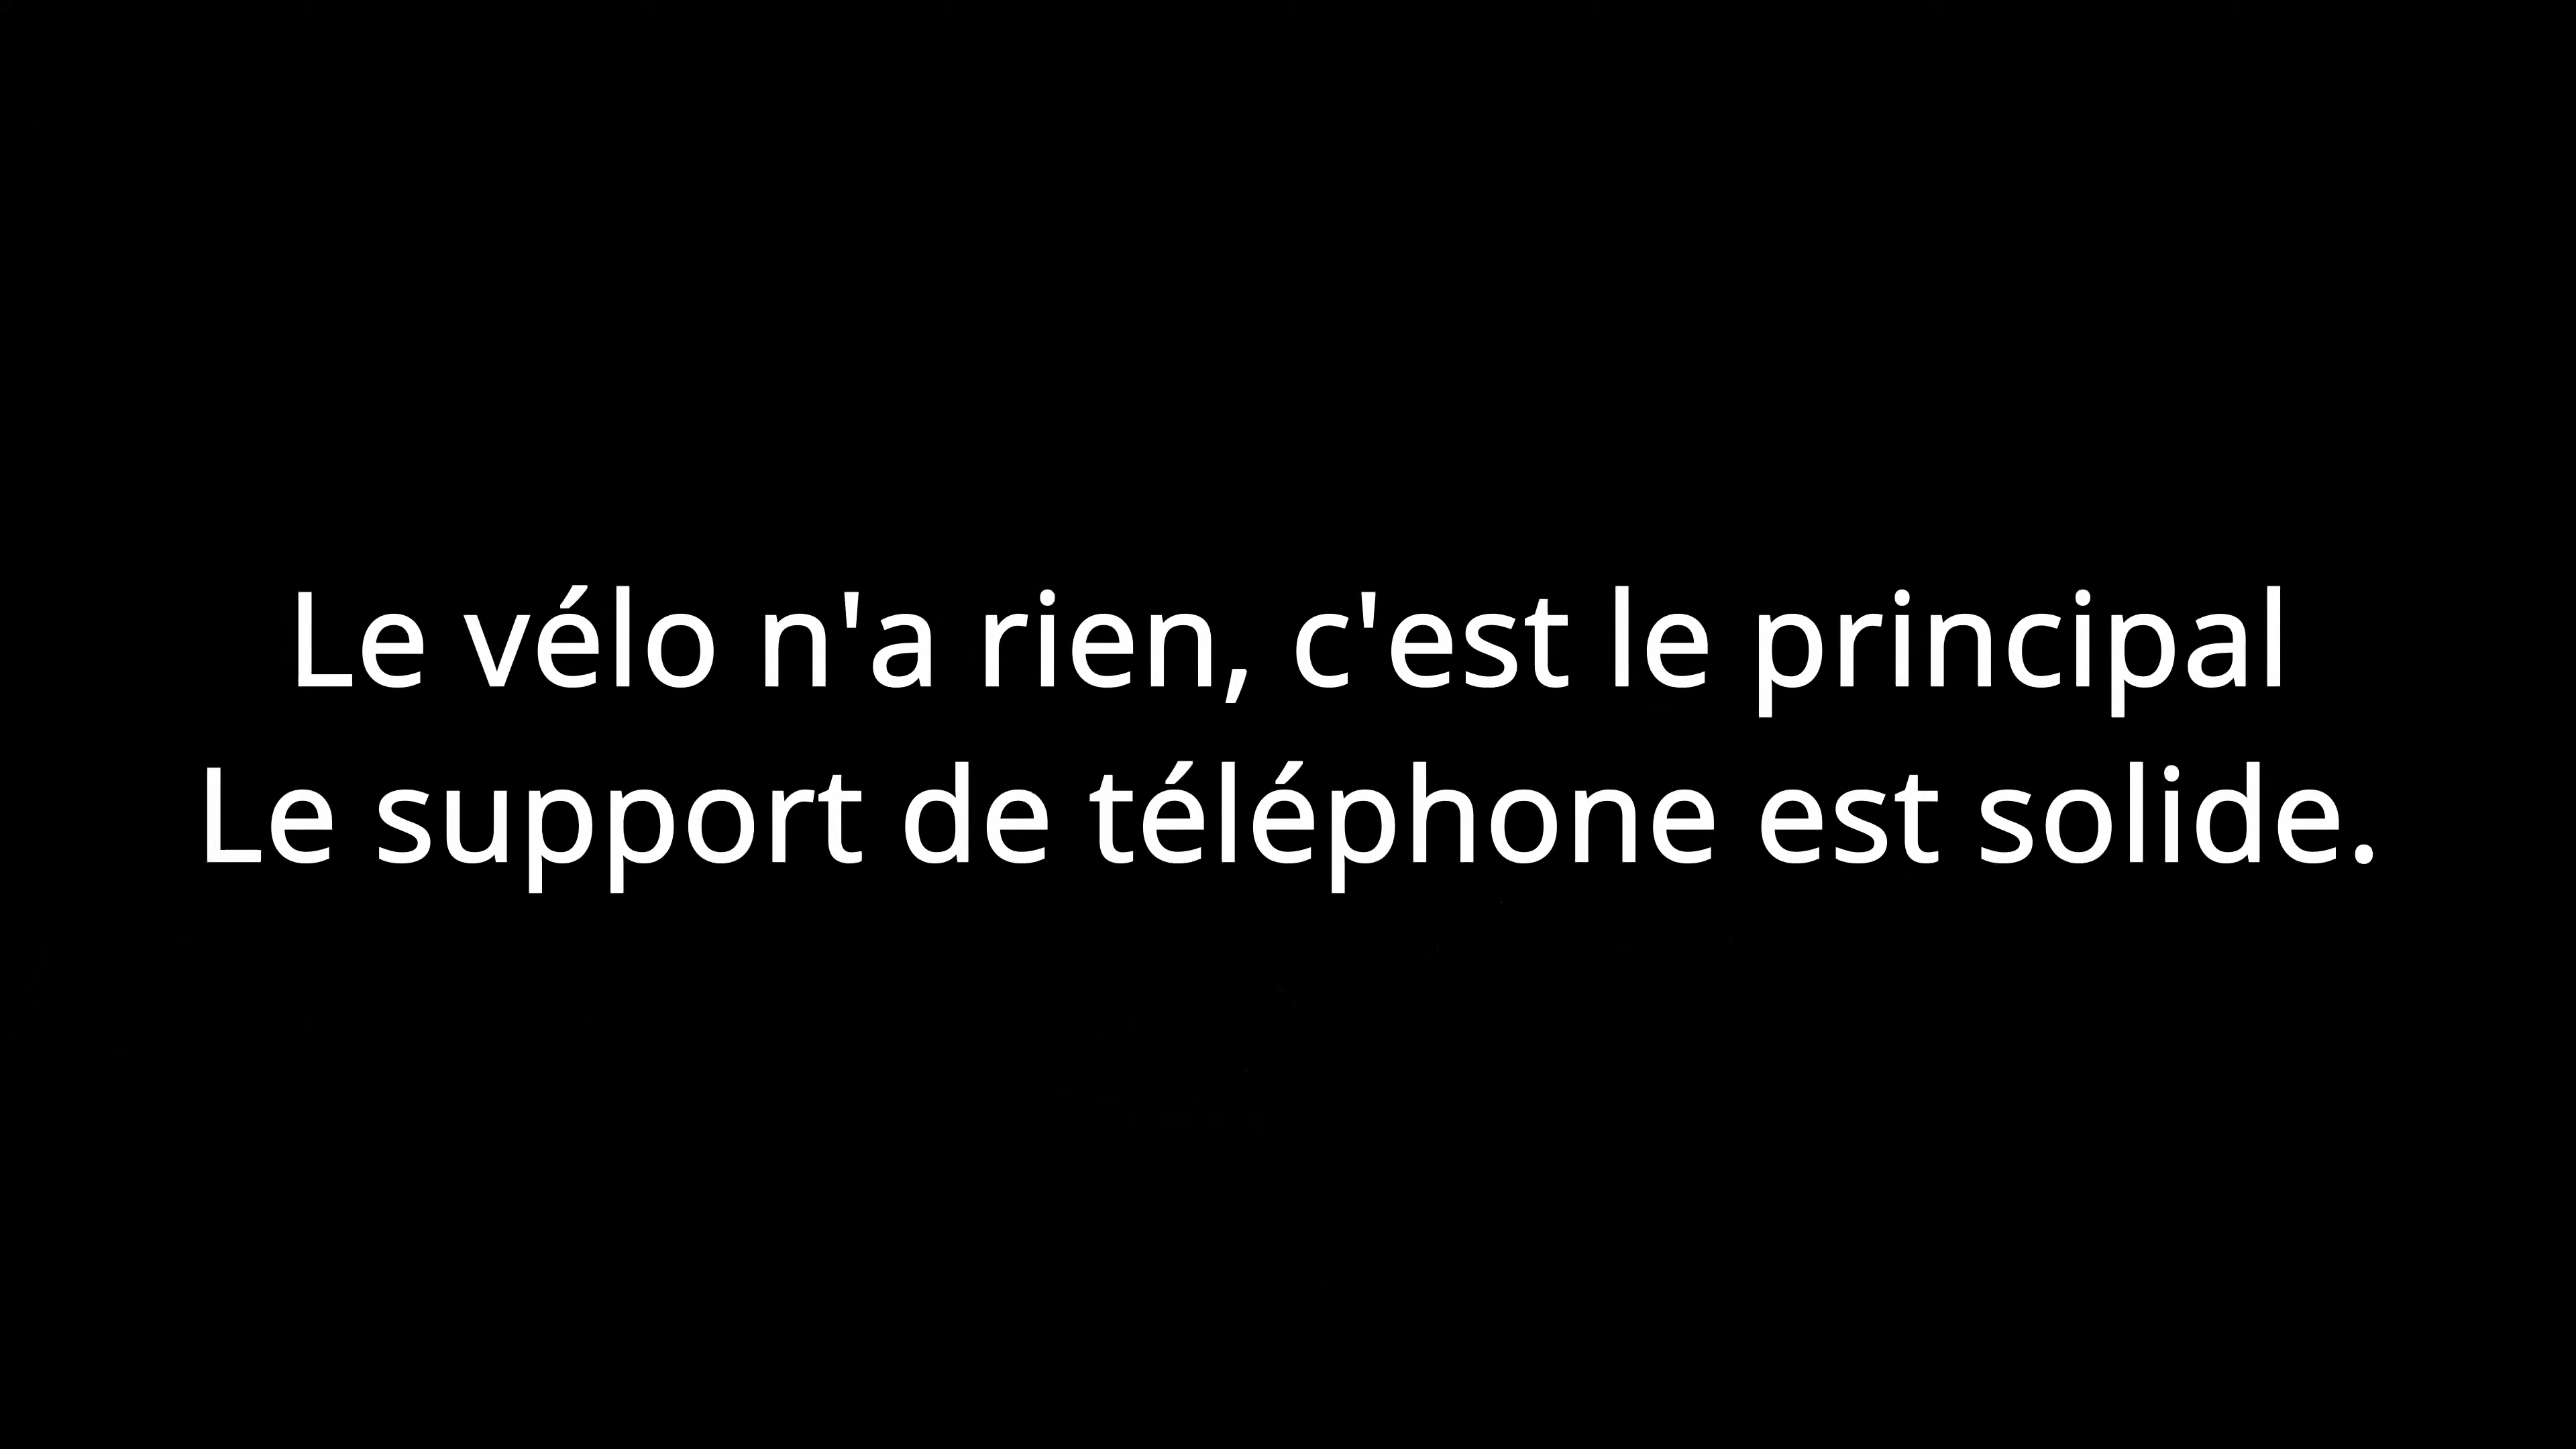 Le vélo n'a rien, c'est le principal
Le support de téléphone est solide.